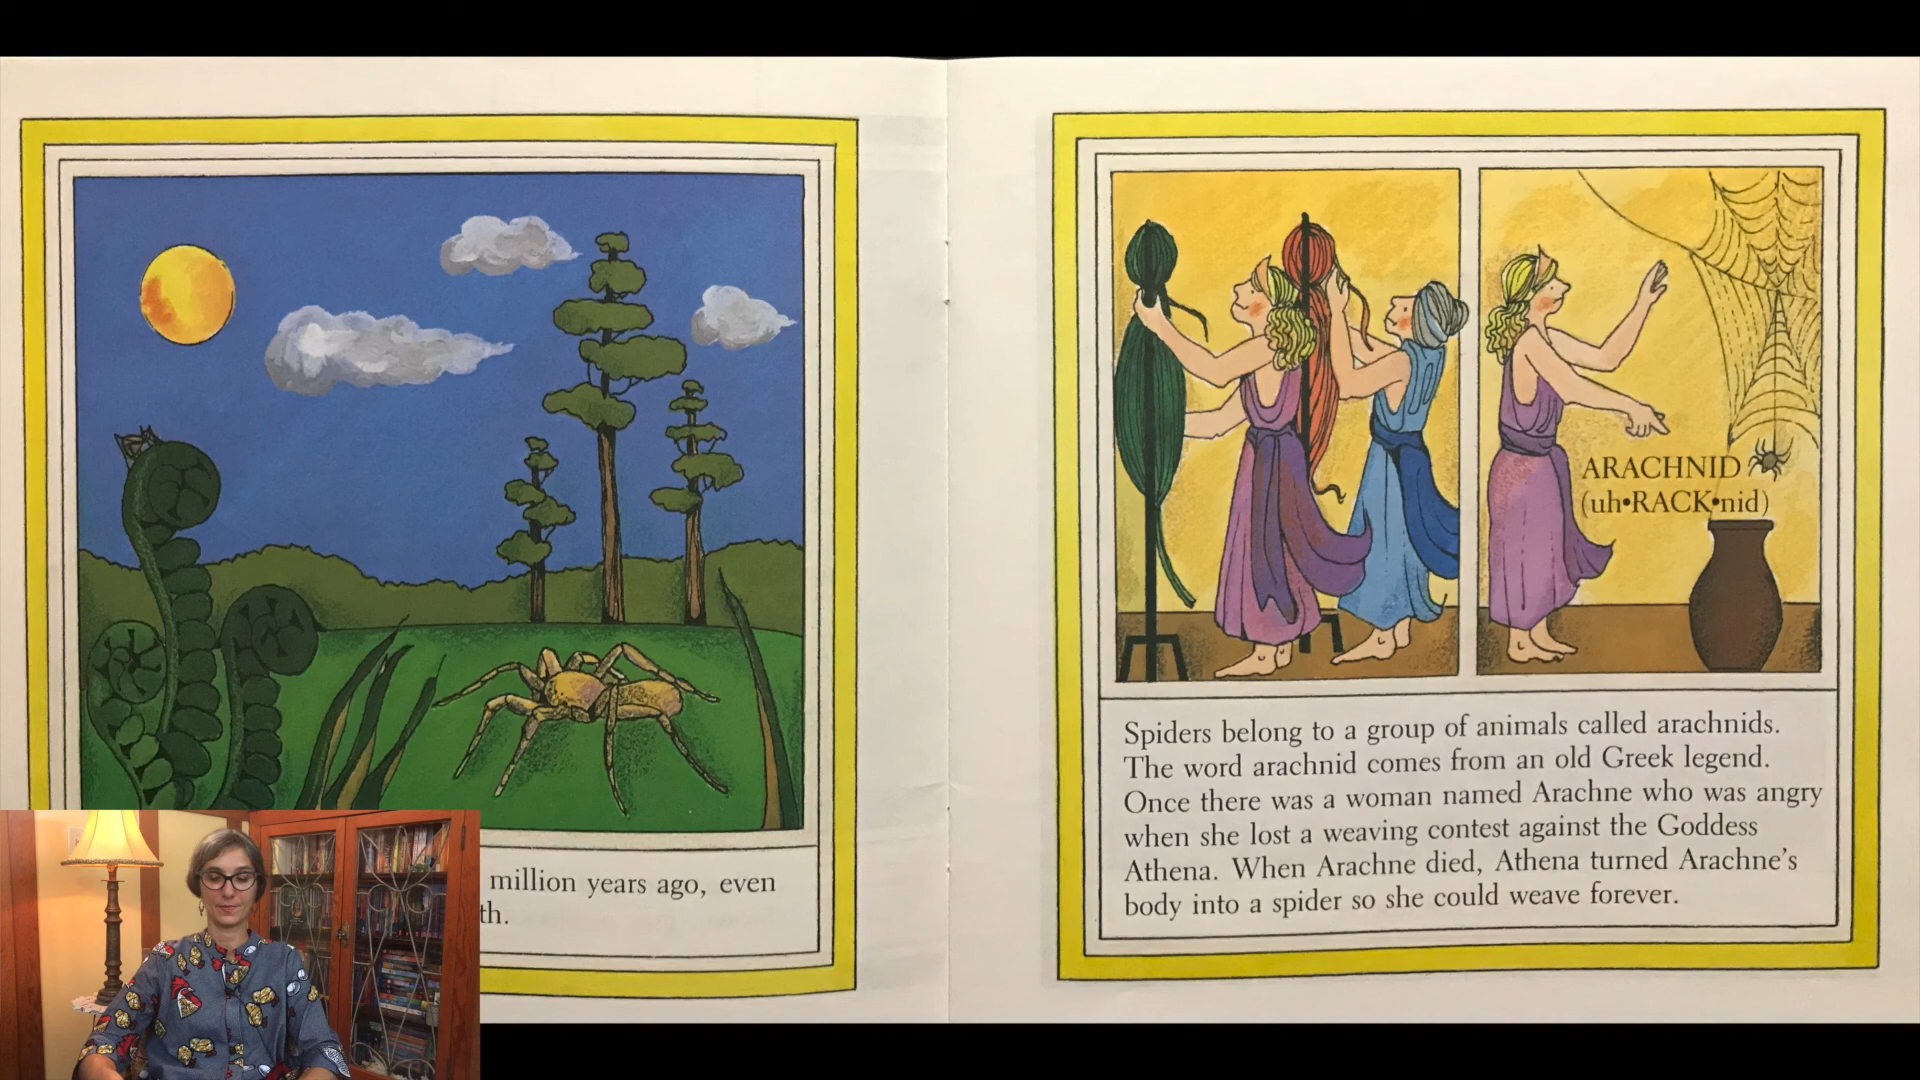 million years ago, even
th.
ARACHNID
(uh•RACK•nid)
Spiders belong to a group of animals called arachnids.
The word arachnid comes from an old Greek legend.
Once there was a woman named Arachne who was angry
when she lost a weaving contest against the Goddess
Athena. When Arachne died, Athena turned Arachne's
body into a spider so she could weave forever.